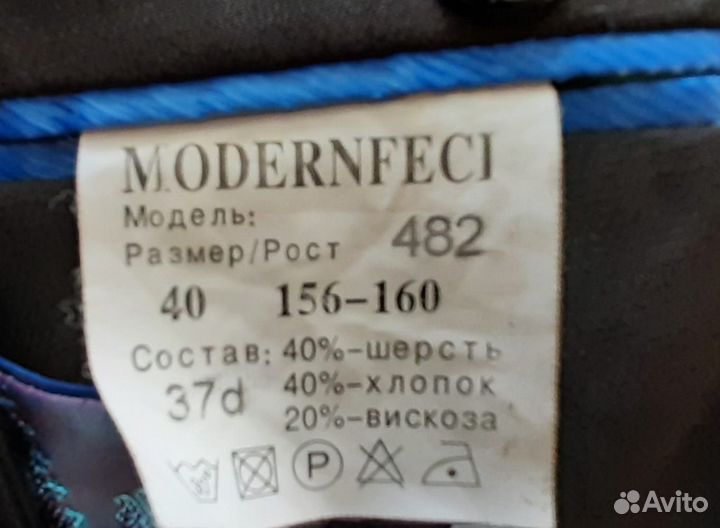 MODERNFECI
Модель: 482
Размер/Рост
40 156-160
Состав: 40%-шерсть
37d 40%-хлопок
20%-вискоза
P
Avito